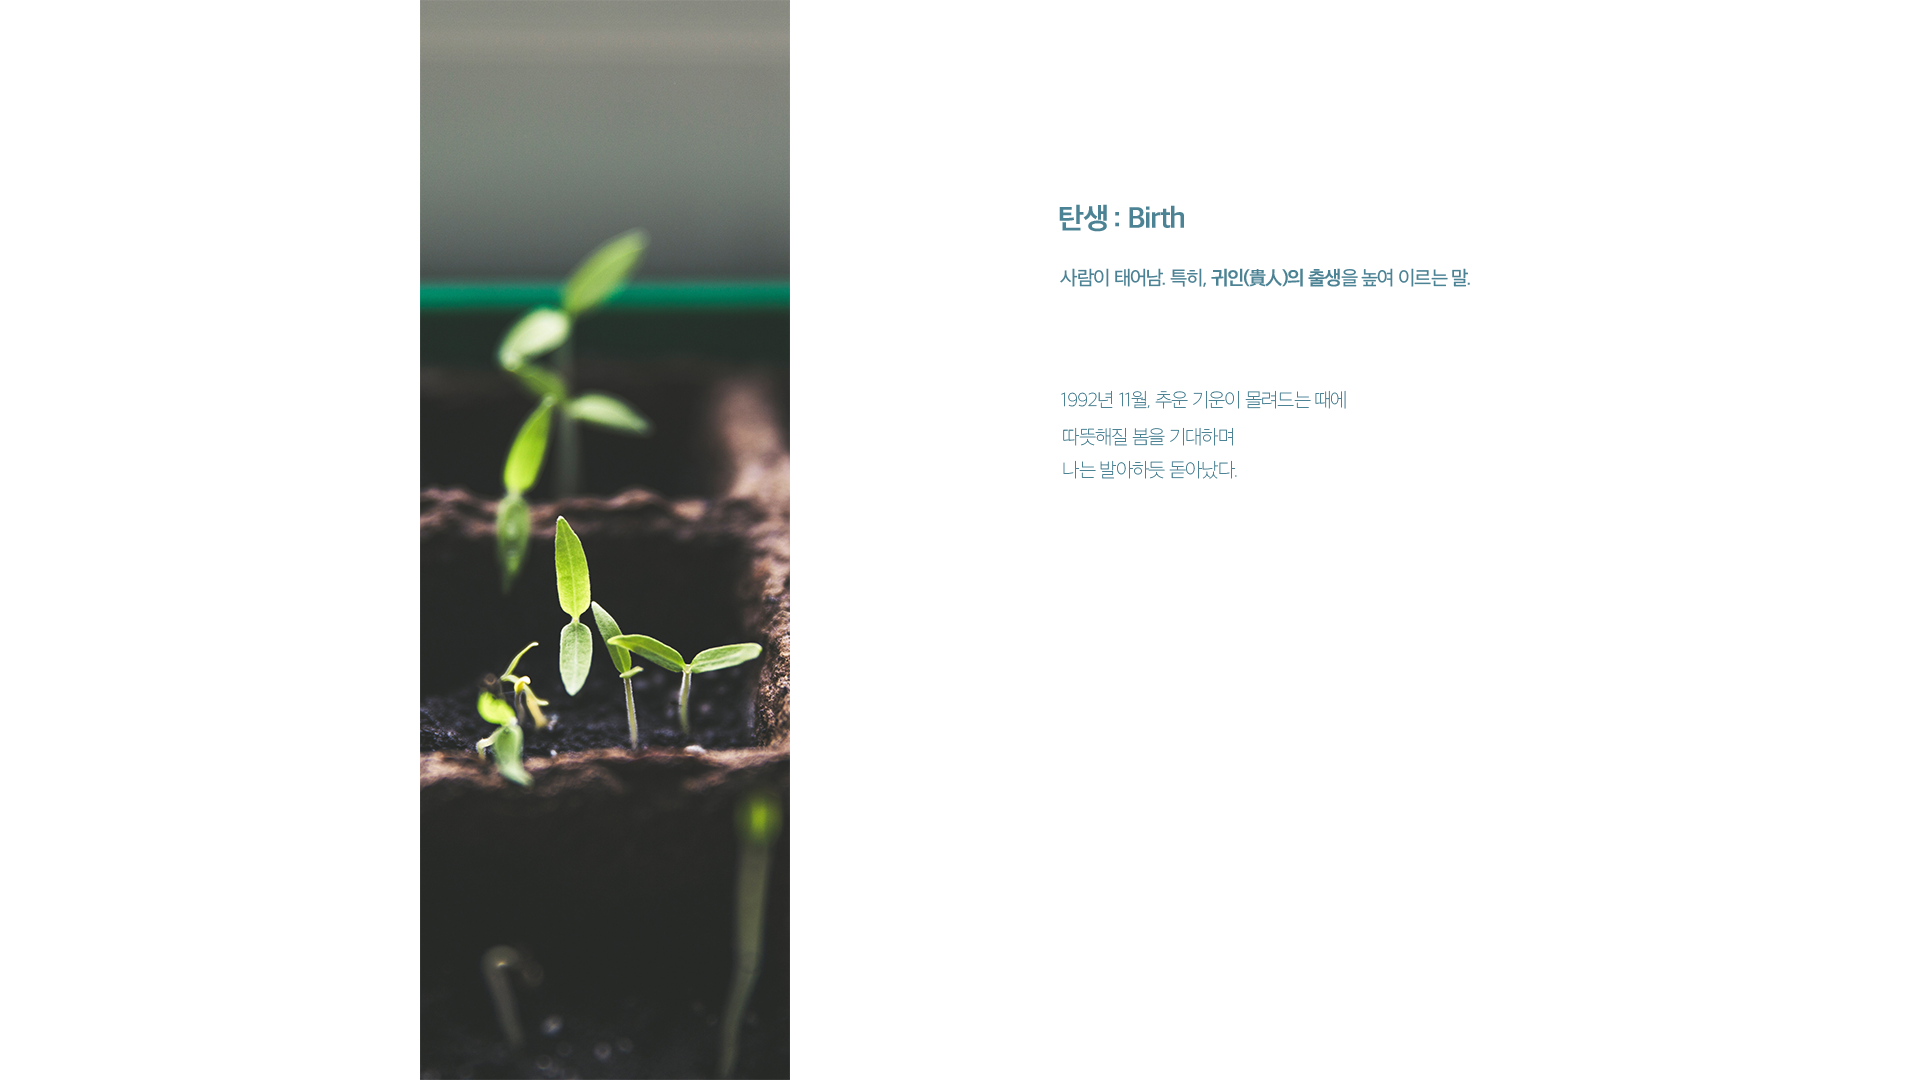 탄생 : Birth
사람이 태어남. 특히, 귀인(貴人)의 출생을 높여 이르는 말.
1992년 11월, 추운 기운이 몰려드는 때에
따뜻해질 봄을 기대하며
나는 발아하듯 돋아났다.